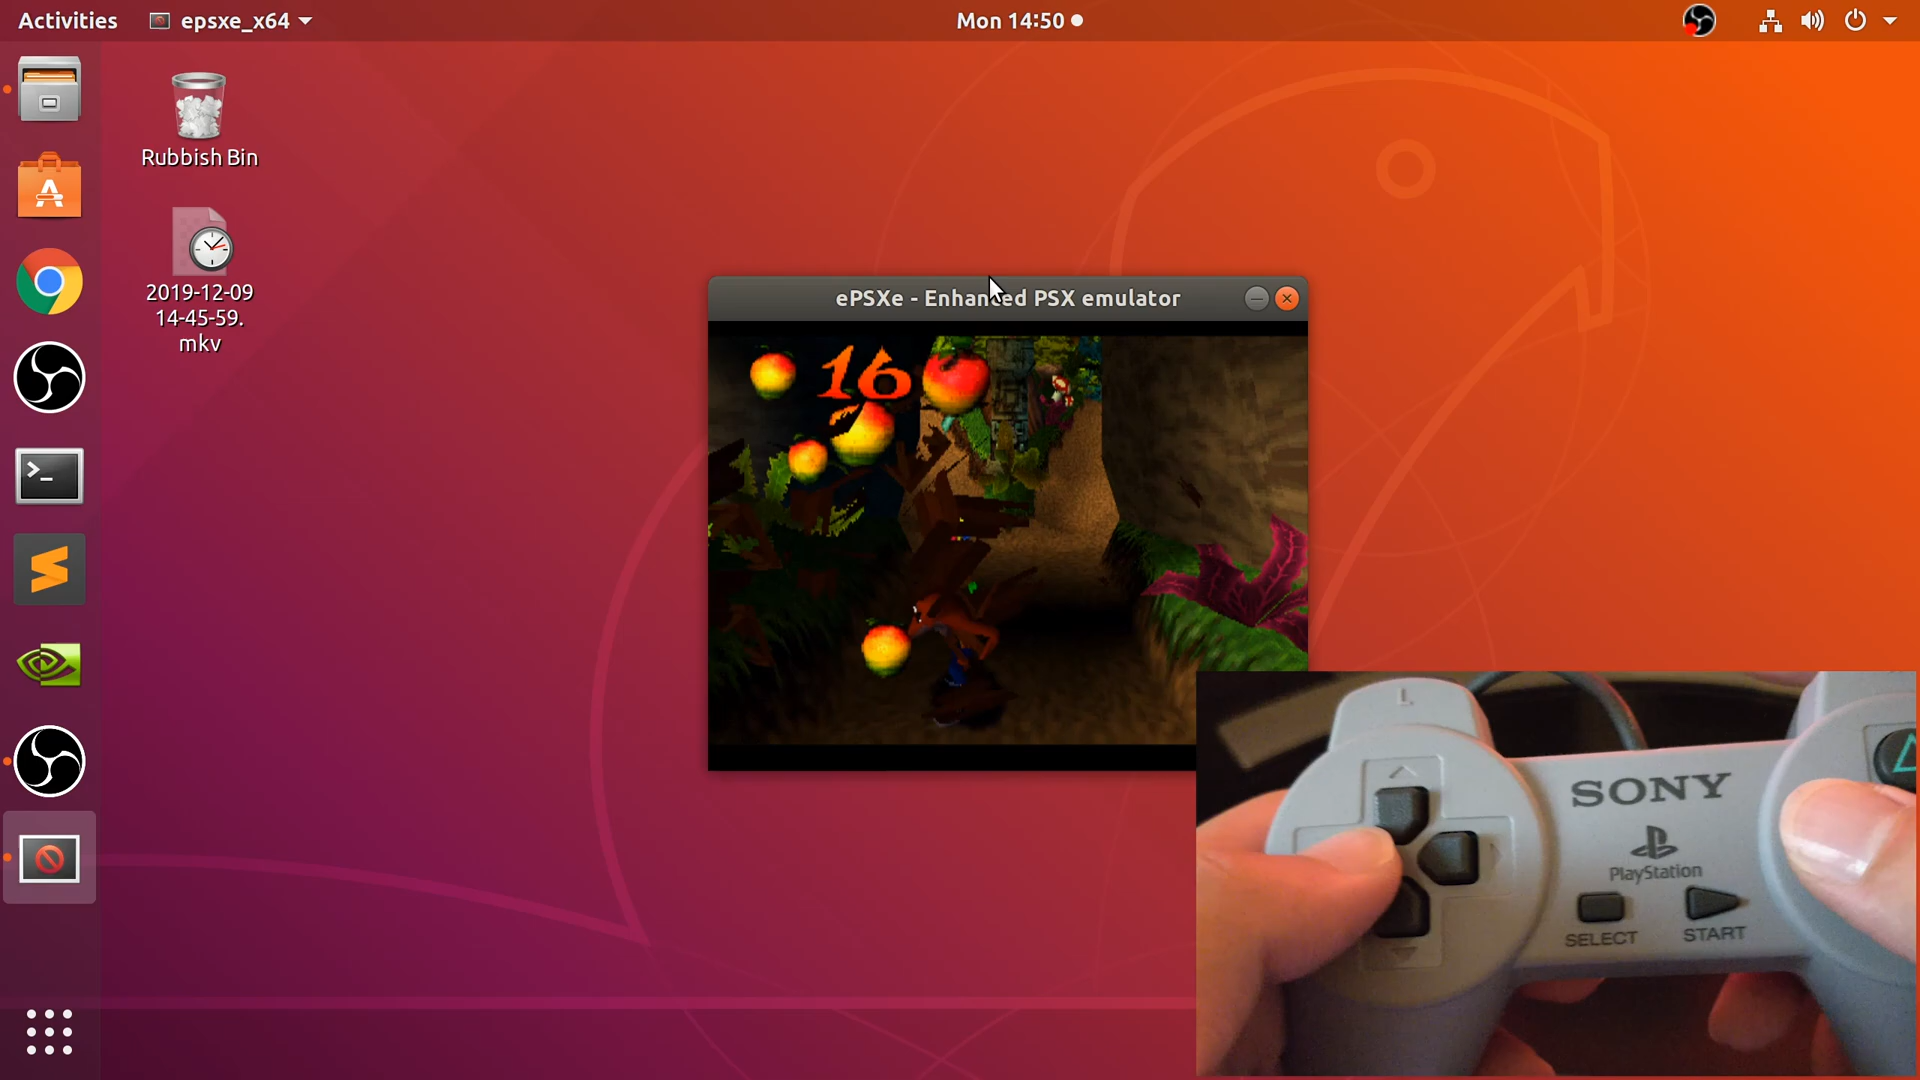 Activities
epsxe_x64
Mon 14:50
Rubbish Bin
2019-12-09
14-45-59.
mkv
ePSXe - Enhanced PSX emulator
16
L
SONY
PlayStation
SELECT
START